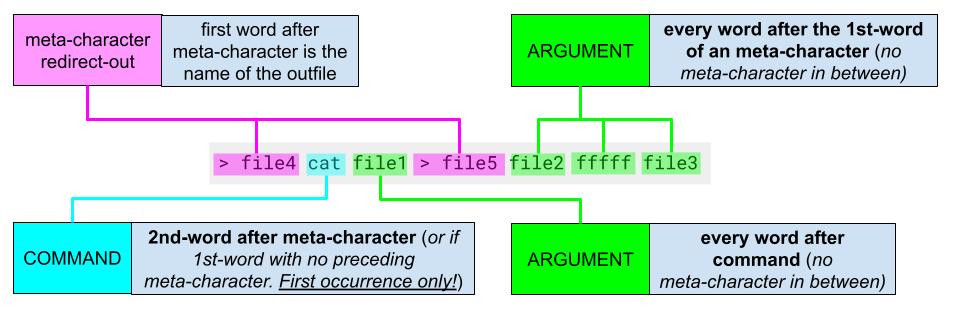 meta-character
redirect-out
first word after
meta-character is the
name of the outfile
ARGUMENT
every word after the 1st-word
of an meta-character (no
meta-character in between)
> file4 cat file1 > file5 file2 fffff file3
COMMAND
2nd-word after meta-character (or if
1st-word with no preceding
meta-character. First occurrence only!)
ARGUMENT
every word after
command (no
meta-character in between)